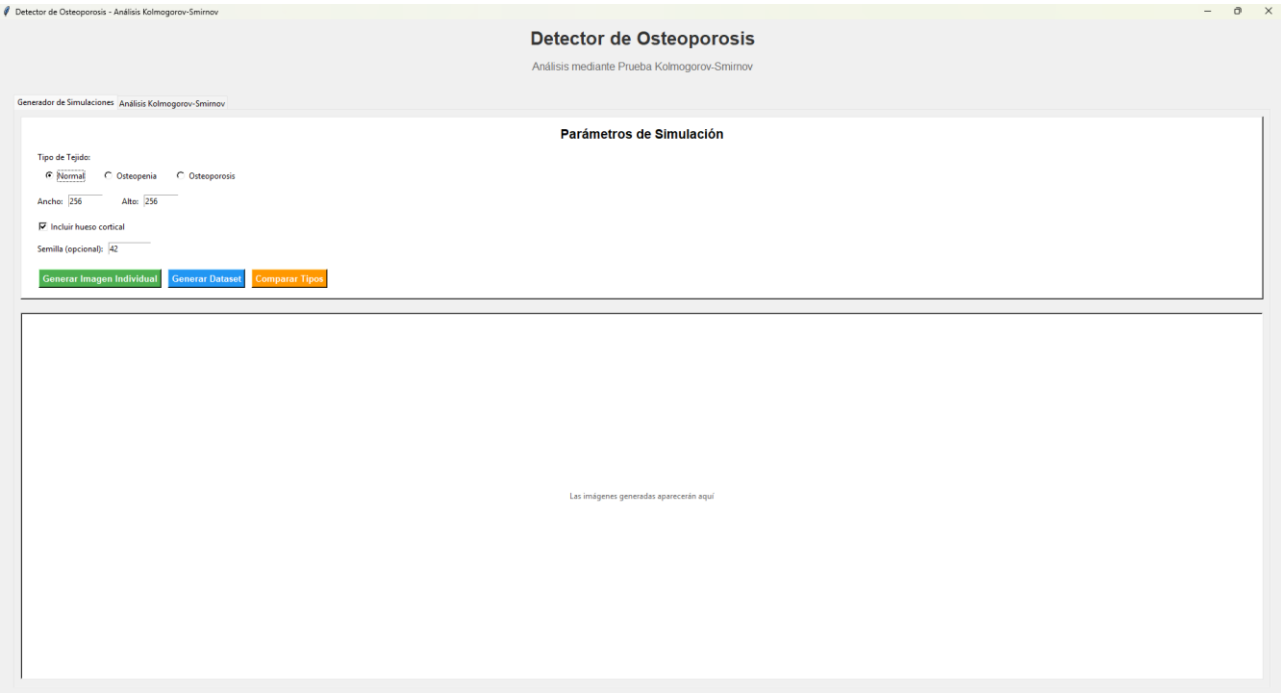 Detector de Osteoporosis - Análisis Kolmogorov-Smirnov
Detector de Osteoporosis
Análisis mediante Prueba Kolmogorov-Smirnov
Generador de Simulaciones Análisis Kolmogorov-Smirnov
Parámetros de Simulación
Tipo de Tejido:
Normal Osteopenia Osteoporosis
Ancho: 256 Alto: 256
Incluir hueso cortical
Semilla (opcional): 42
Generar Imagen Individual Generar Dataset Comparar Tipos
Las imágenes generadas aparecerán aquí